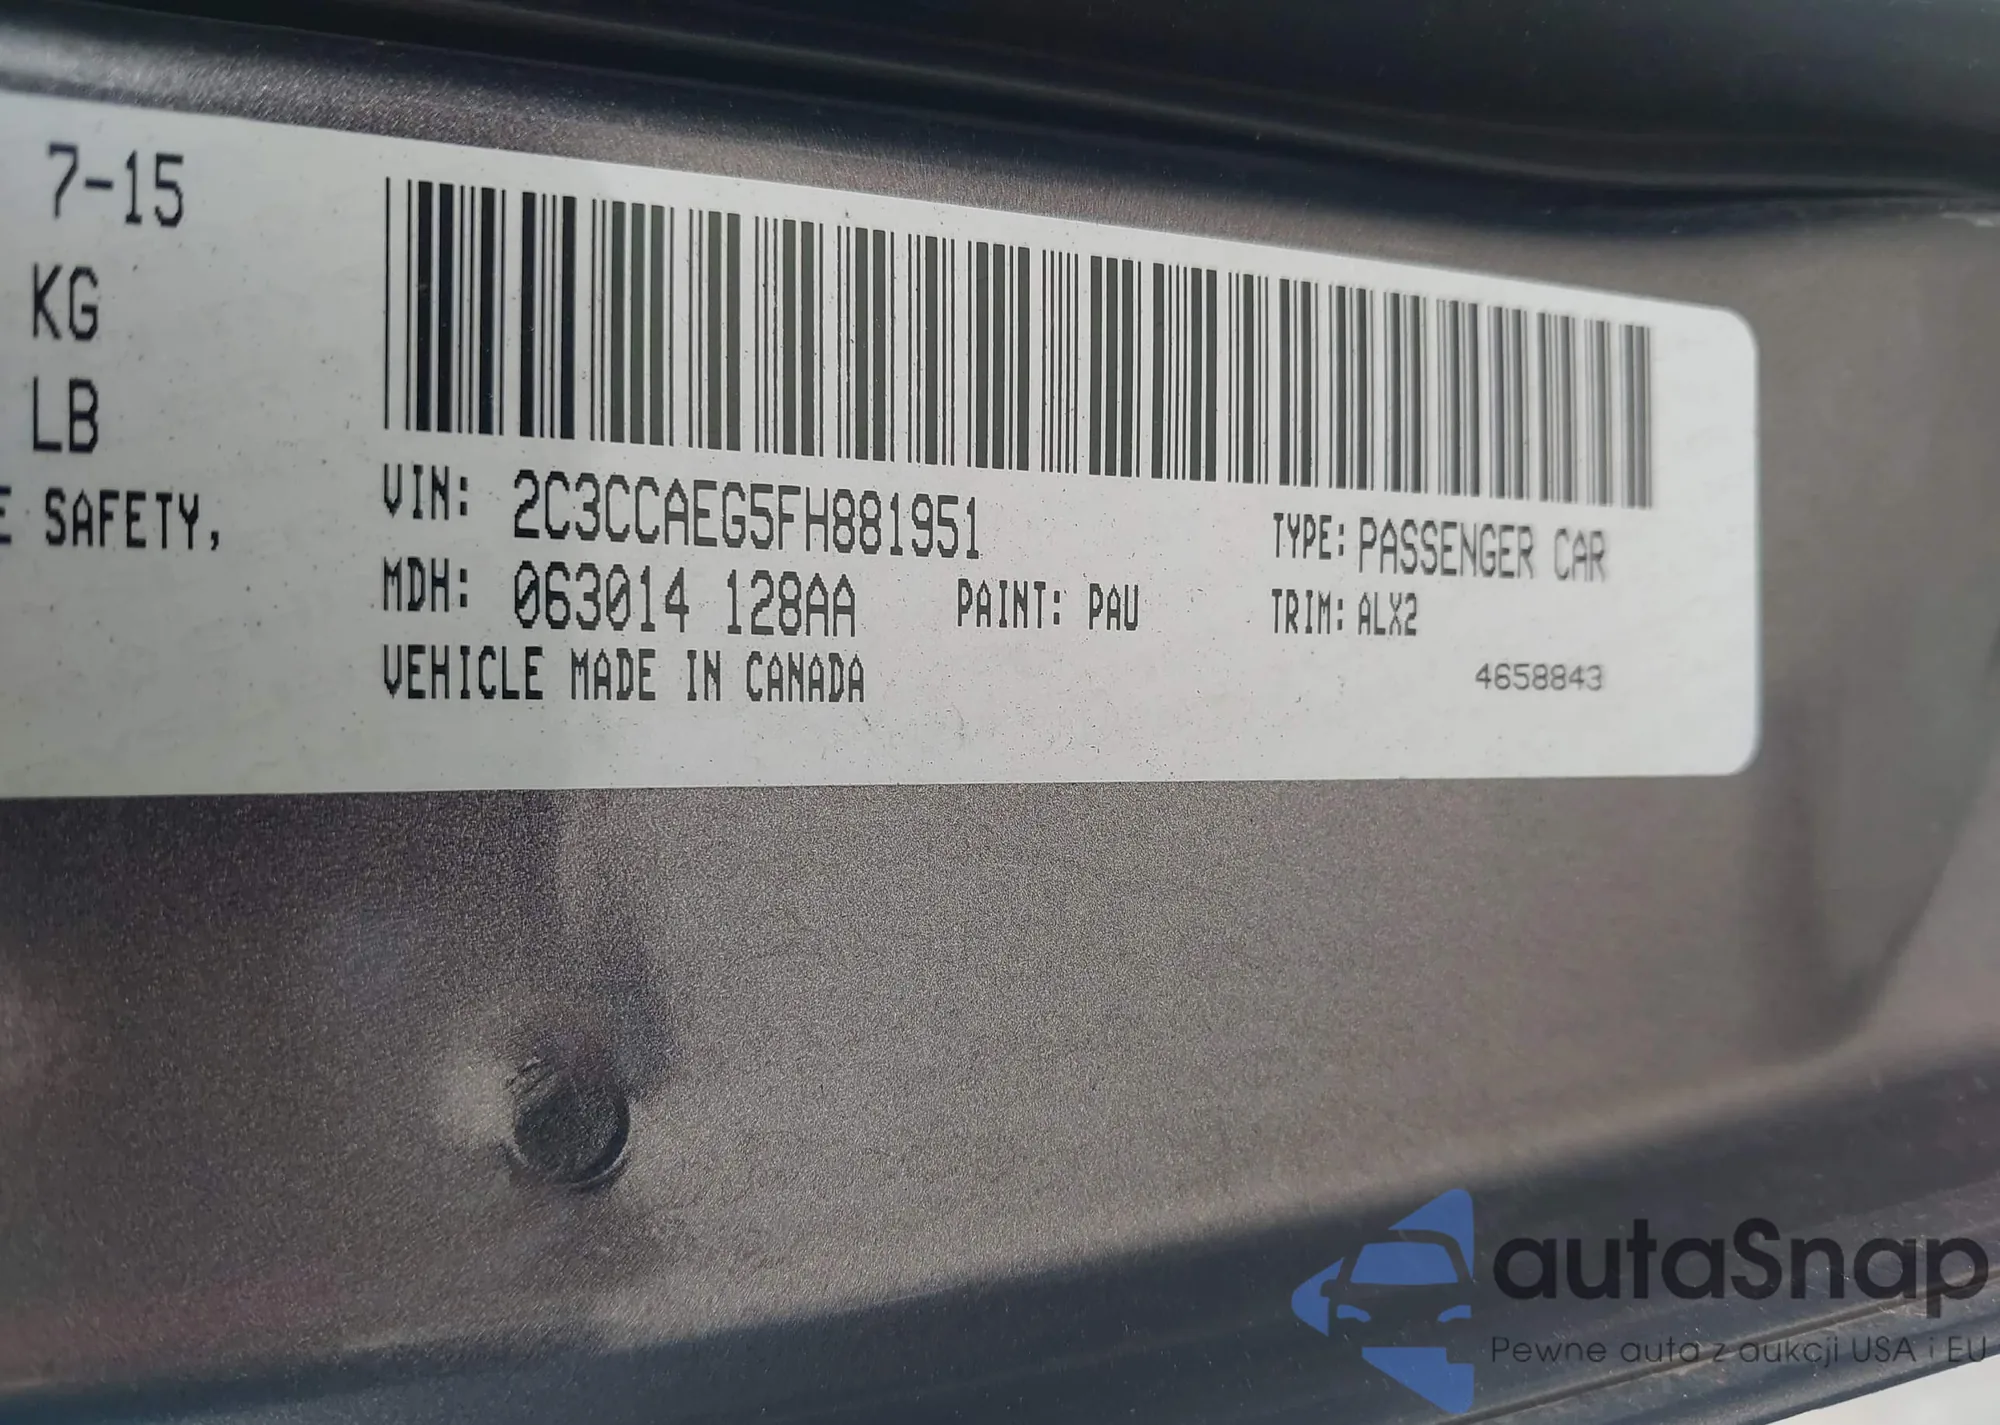 7-15
KG
LB
E SAFETY,
VIN: 2C3CCAEG5FH881951
TYPE: PASSENGER CAR
MDH: 063014 128AA
PAINT: PAU
TRIM: ALX2
VEHICLE MADE IN CANADA
4658843
autaSnap
Pewne auta z aukcji USA i EU